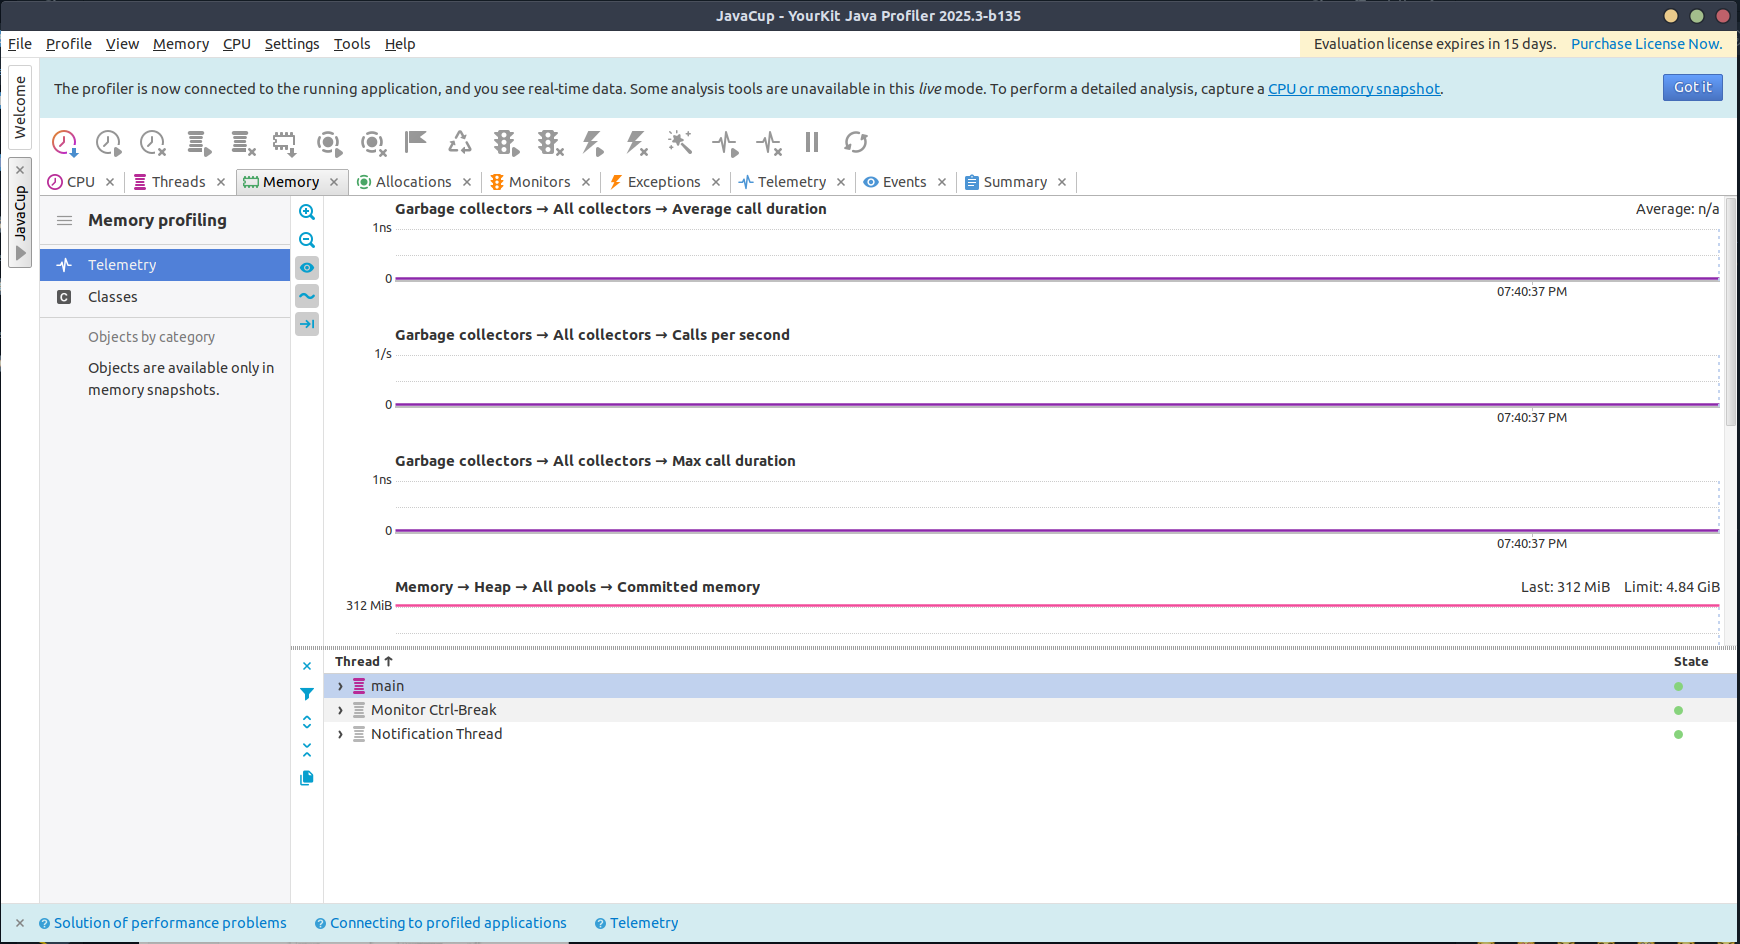 JavaCup - YourKit Java Profiler 2025.3-b135
File Profile View Memory CPU Settings Tools Help
Evaluation license expires in 15 days. Purchase License Now.
Welcome
JavaCup
The profiler is now connected to the running application, and you see real-time data. Some analysis tools are unavailable in this live mode. To perform a detailed analysis, capture a CPU or memory snapshot.
Got it
CPU Threads Memory Allocations Monitors Exceptions Telemetry Events Summary
Memory profiling
Telemetry
Classes
Objects by category
Objects are available only in
memory snapshots.
Garbage collectors → All collectors → Average call duration
Average: n/a
1ns
0
07:40:37 PM
Garbage collectors → All collectors → Calls per second
1/s
0
07:40:37 PM
Garbage collectors → All collectors → Max call duration
1ns
0
07:40:37 PM
Memory → Heap → All pools → Committed memory
Last: 312 MiB Limit: 4.84 GiB
312 MiB
Thread ↑ State
main
Monitor Ctrl-Break
Notification Thread
Solution of performance problems Connecting to profiled applications Telemetry